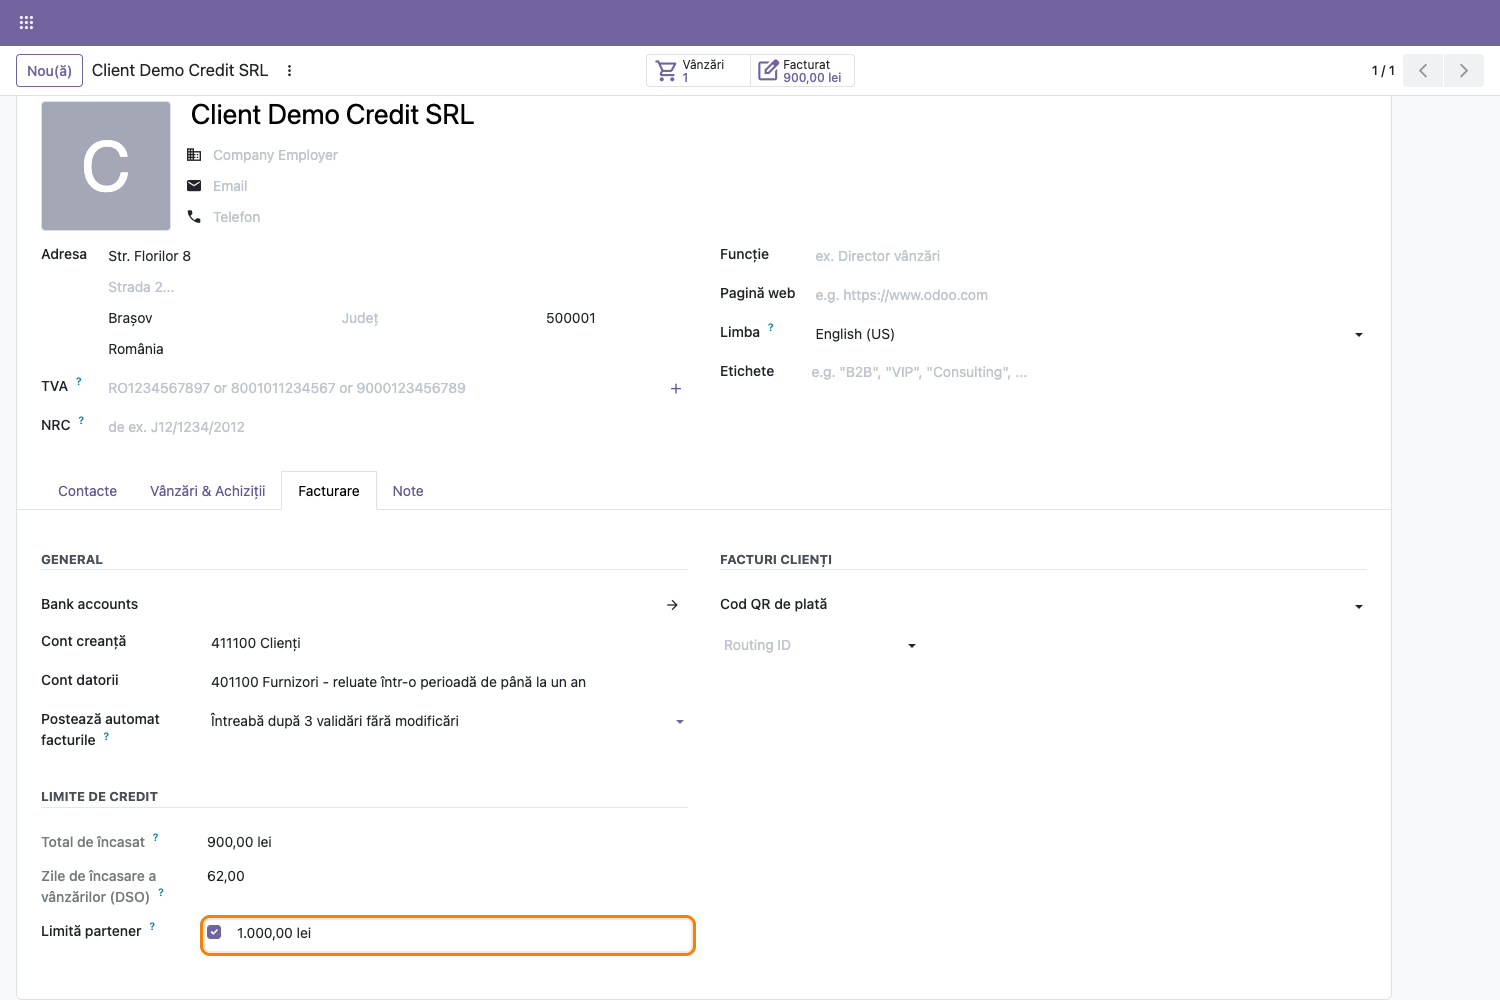 Nou(ă)
Client Demo Credit SRL
Vânzări
1
Facturat
900,00 lei
1 / 1
C
Client Demo Credit SRL
Company Employer
Email
Telefon
Adresa
Str. Florilor 8
Strada 2...
Brașov
Județ
500001
România
TVA ?
RO1234567897 or 8001011234567 or 9000123456789
NRC ?
de ex. J12/1234/2012
Funcție
ex. Director vânzări
Pagină web
e.g. https://www.odoo.com
Limba ?
English (US)
Etichete
e.g. "B2B", "VIP", "Consulting", ...
Contacte
Vânzări & Achiziții
Facturare
Note
GENERAL
Bank accounts
Cont creanță
411100 Clienți
Cont datorii
401100 Furnizori - reluate într-o perioadă de până la un an
Postează automat
facturile ?
Întreabă după 3 validări fără modificări
FACTURI CLIENȚI
Cod QR de plată
Routing ID
LIMITE DE CREDIT
Total de încasat ?
900,00 lei
Zile de încasare a
vânzărilor (DSO) ?
62,00
Limită partener ?
1.000,00 lei